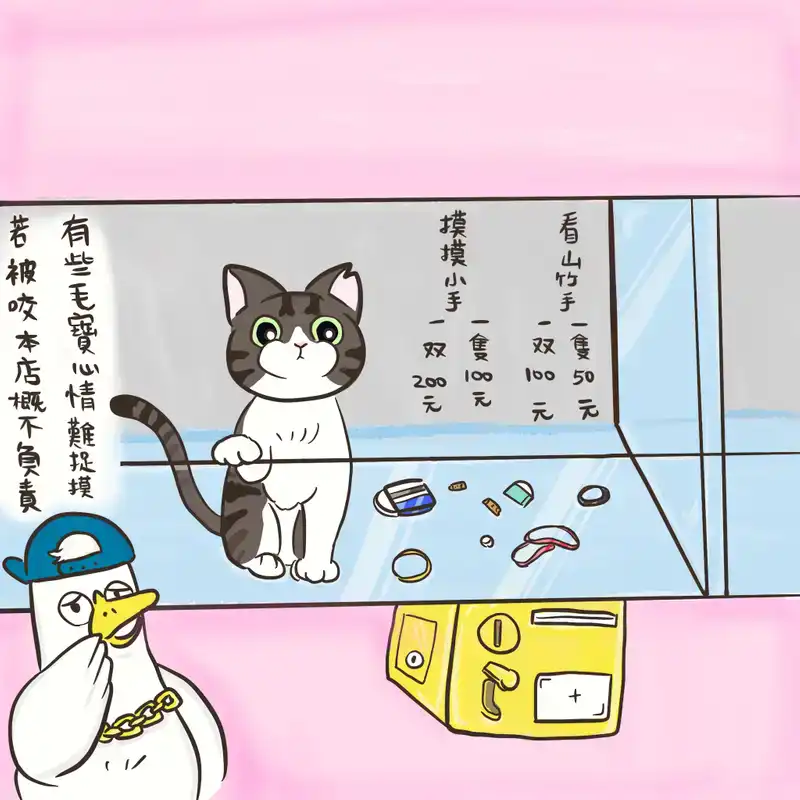 看山竹手
一隻50元
一双100元
摸摸小手
一隻100元
一双200元
有些毛寶心情難捉摸
若被咬本店概不負責